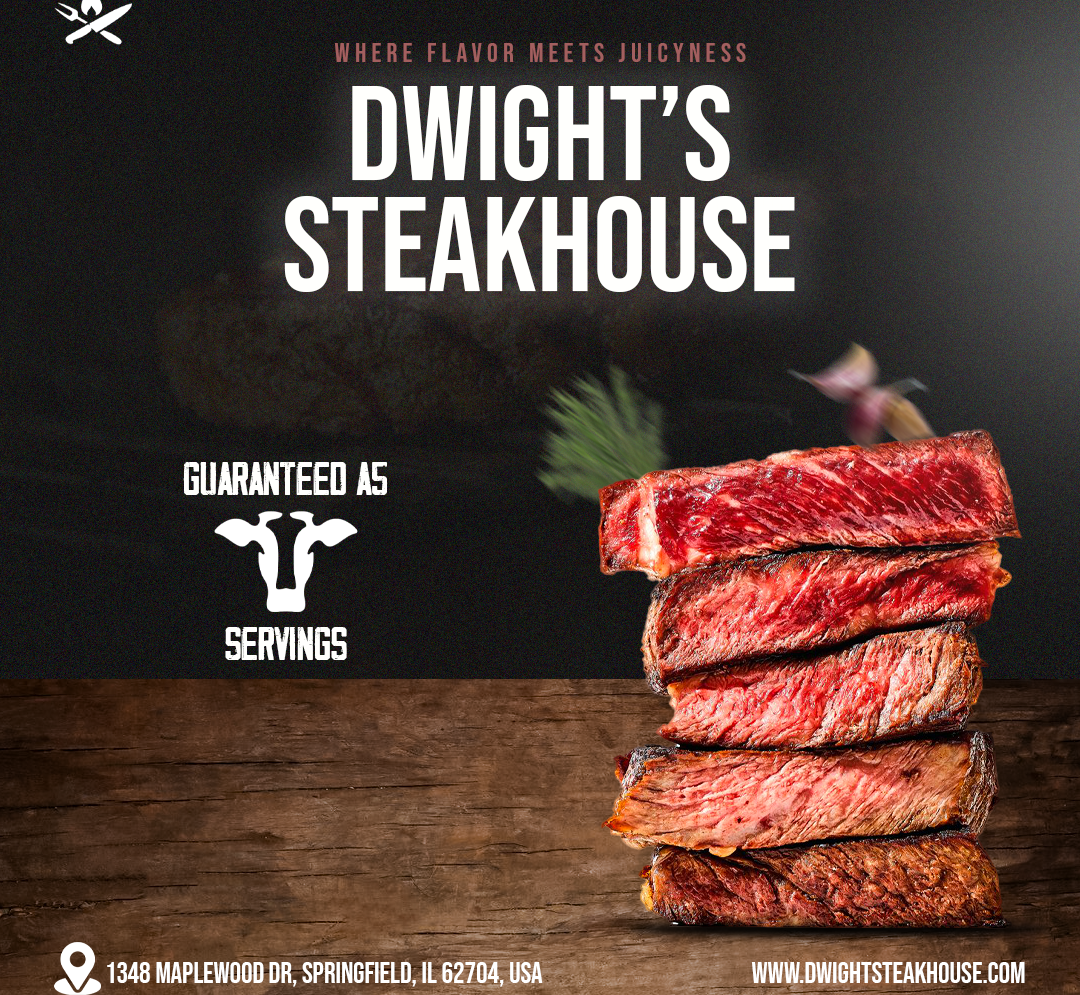 WHERE FLAVOR MEETS JUICYNESS
DWIGHT’S
STEAKHOUSE
GUARANTEED A5
SERVINGS
1348 MAPLEWOOD DR, SPRINGFIELD, IL 62704, USA
WWW.DWIGHTSTEAKHOUSE.COM